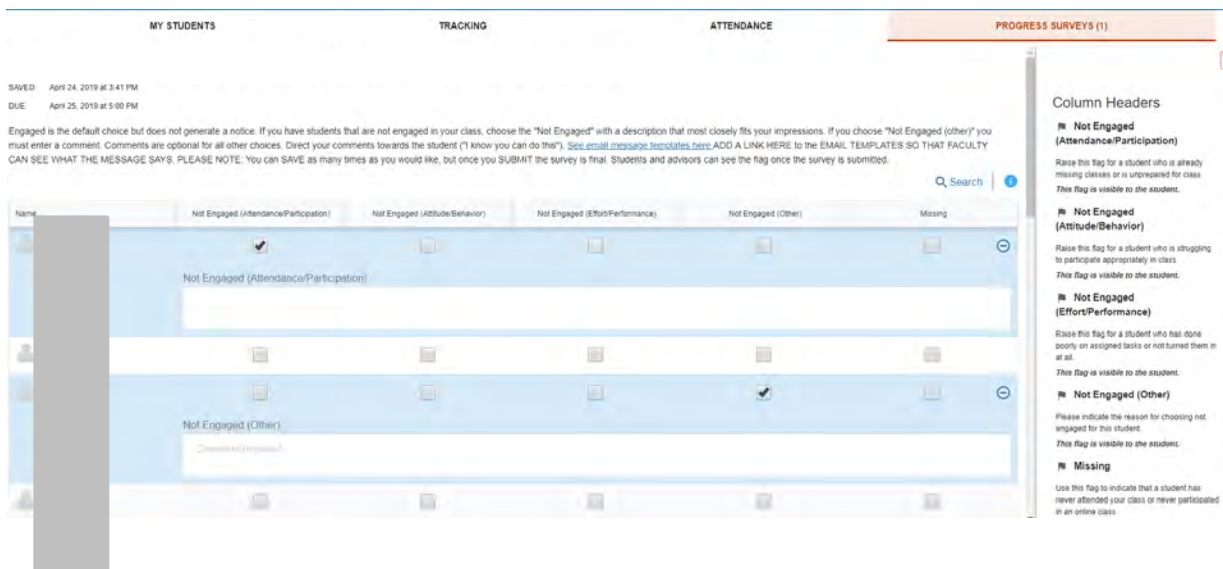 MY STUDENTS
TRACKING
ATTENDANCE
PROGRESS SURVEYS (1)
SAVED April 24, 2019 at 3:41 PM
DUE April 25, 2019 at 5:00 PM
Engaged is the default choice but does not generate a notice. If you have students that are not engaged in your class, choose the "Not Engaged" with a description that most closely fits your impressions. If you choose "Not Engaged (other)" you
must enter a comment. Comments are optional for all other choices. Direct your comments towards the student ("I know you can do this"). See email message templates here ADD A LINK HERE to the EMAIL TEMPLATES SO THAT FACULTY
CAN SEE WHAT THE MESSAGE SAYS. PLEASE NOTE: You can SAVE as many times as you would like, but once you SUBMIT the survey is final. Students and advisors can see the flag once the survey is submitted.
Search
Name
Not Engaged (Attendance/Participation)
Not Engaged (Attitude/Behavior)
Not Engaged (Effort/Performance)
Not Engaged (Other)
Missing
Not Engaged (Attendance/Participation)
Not Engaged (Other)
Column Headers
Not Engaged
(Attendance/Participation)
Raise this flag for a student who is already
missing classes or is unprepared for class
This flag is visible to the student.
Not Engaged
(Attitude/Behavior)
Raise this flag for a student who is struggling
to participate appropriately in class
This flag is visible to the student.
Not Engaged
(Effort/Performance)
Raise this flag for a student who has done
poorly on assigned tasks or not turned them in
at all.
This flag is visible to the student.
Not Engaged (Other)
Please indicate the reason for choosing not
engaged for this student.
This flag is visible to the student.
Missing
Use this flag to indicate that a student has
never attended your class or never participated
in an online class